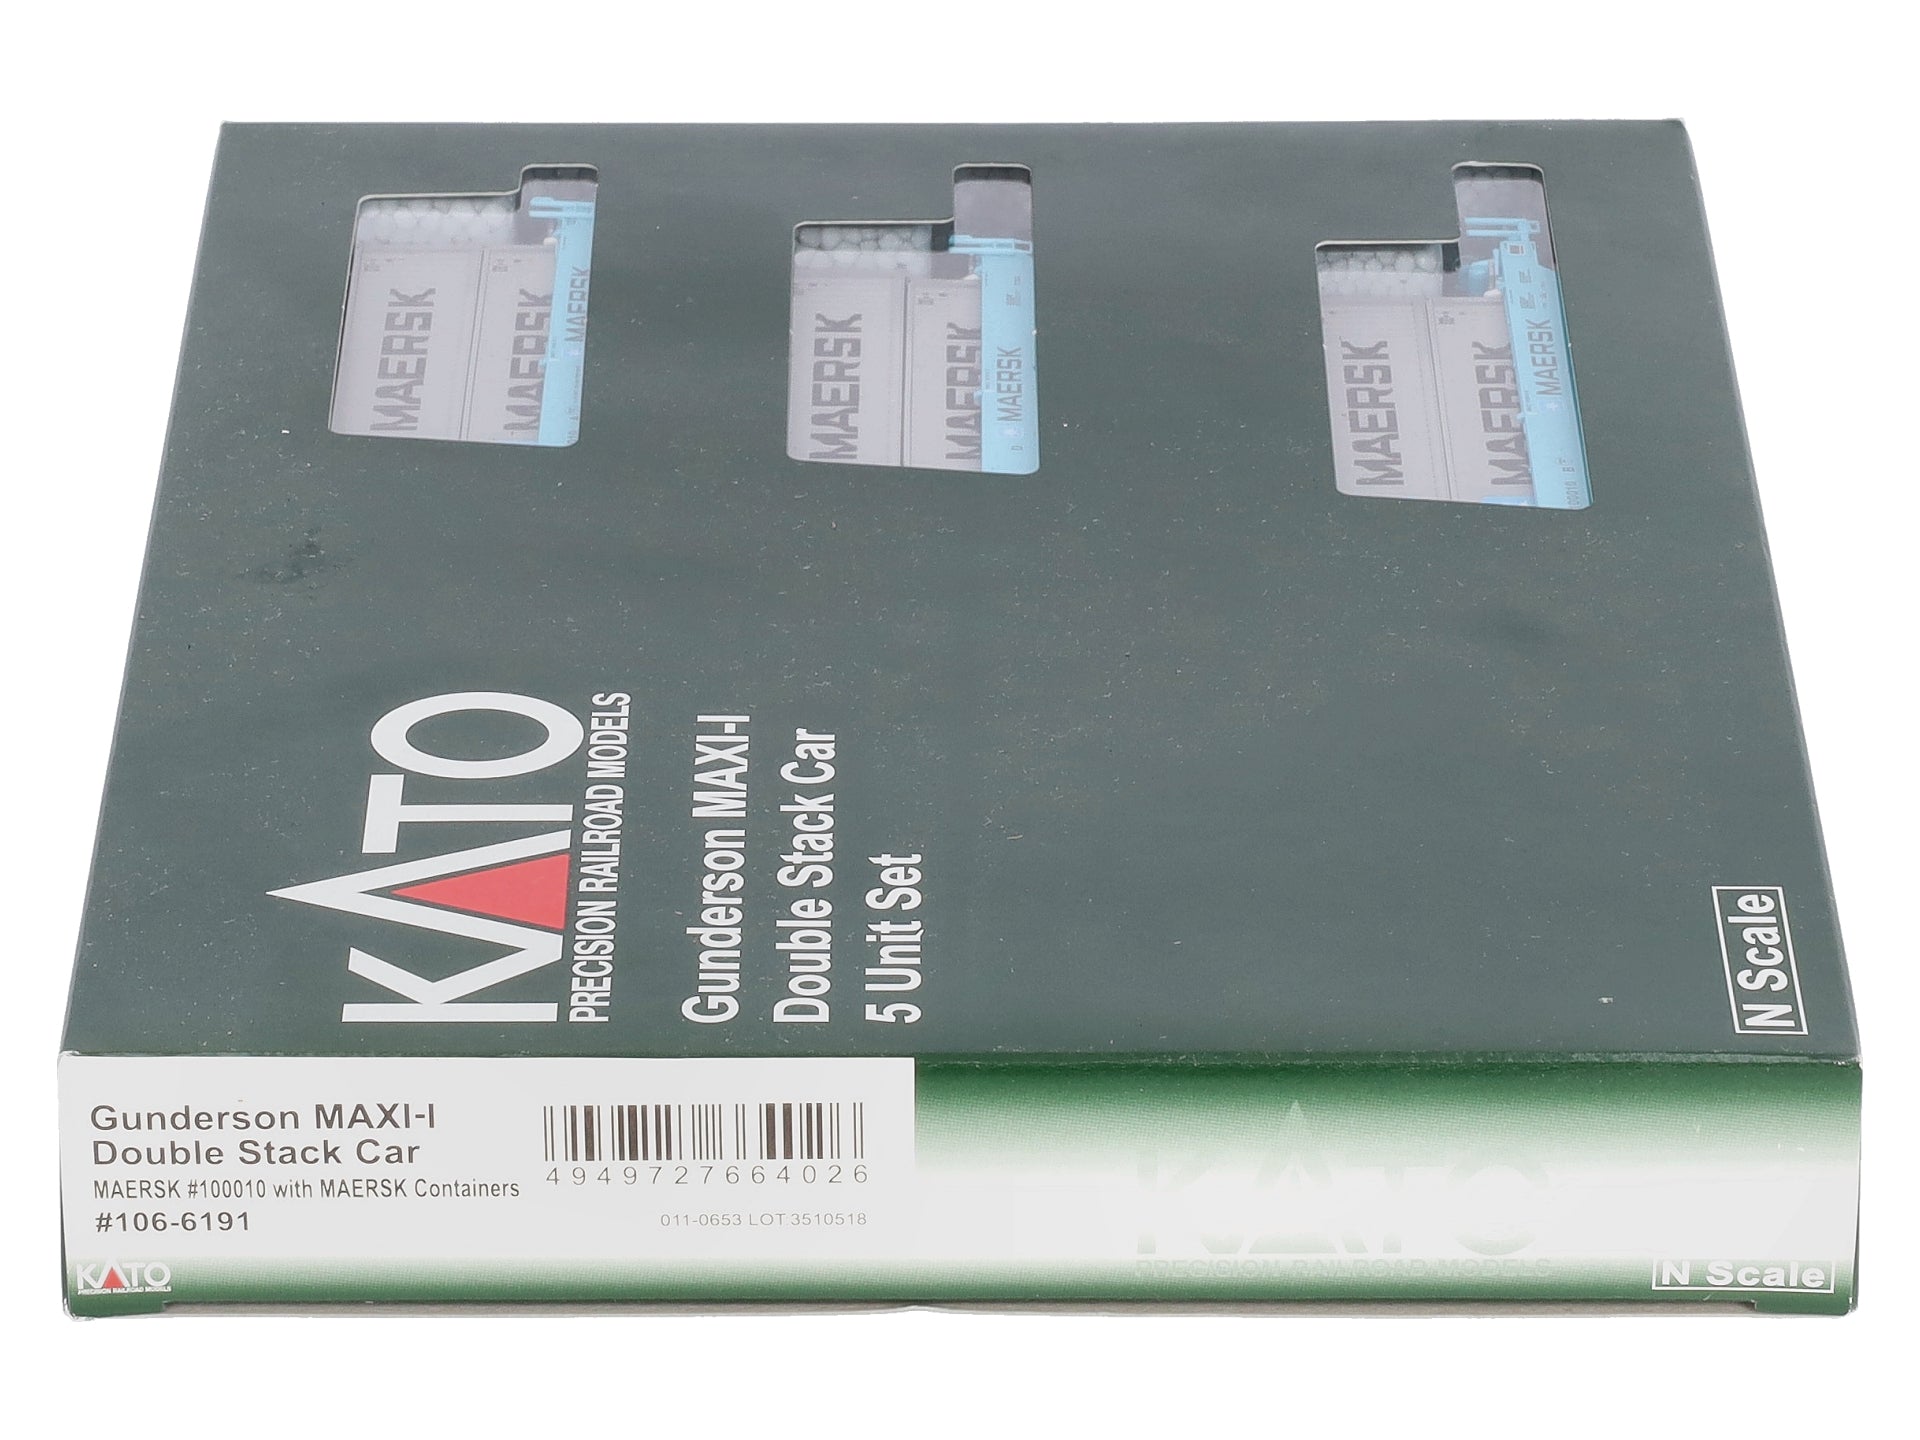 MAERSK
MAERSK
MAERSK
MAERSK
MAERSK
D MAERSK
MAERSK
MAERSK
MAERSK
KATO
PRECISION RAILROAD MODELS
Gunderson MAXI-I
Double Stack Car
5 Unit Set
N Scale
Gunderson MAXI-I
Double Stack Car
MAERSK #100010 with MAERSK Containers
#106-6191
4949727664026
011-0653 LOT:3510518
KATO
PRECISION RAILROAD MODELS
KATO
PRECISION RAILROAD MODELS
N Scale